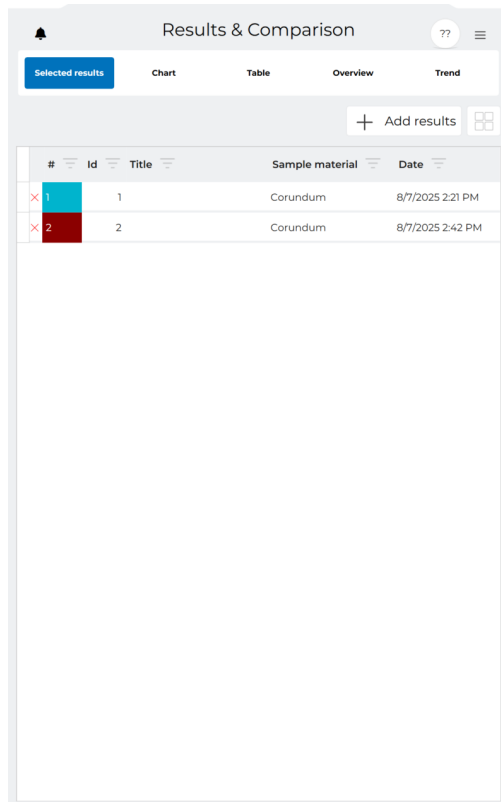 Results & Comparison
??
Selected results Chart Table Overview Trend
Add results
# Id Title Sample material Date
1 1 Corundum 8/7/2025 2:21 PM
2 2 Corundum 8/7/2025 2:42 PM